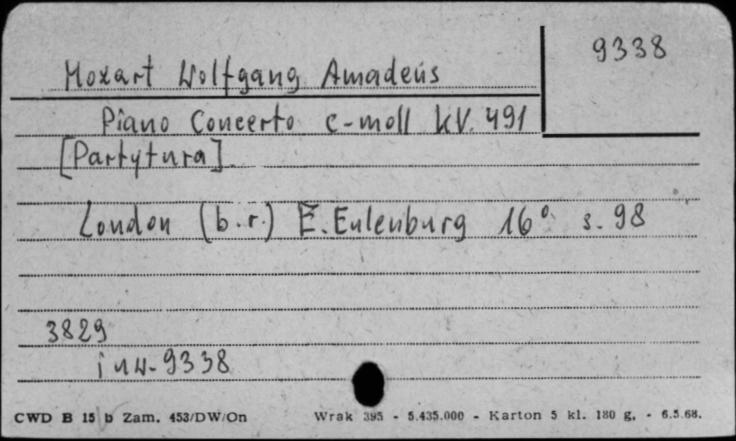 9338
Mozart Wolfgang Amadeus
Piano Concerto c-moll KV. 491
[Partytura]
London (b.r.) E. Eulenburg 16° s. 98
3829
inw. 9338
CWD B 15 b Zam. 453/DW/On Wrak 395 - 5.435.000 - Karton 5 kl. 180 g, - 6.5.68.